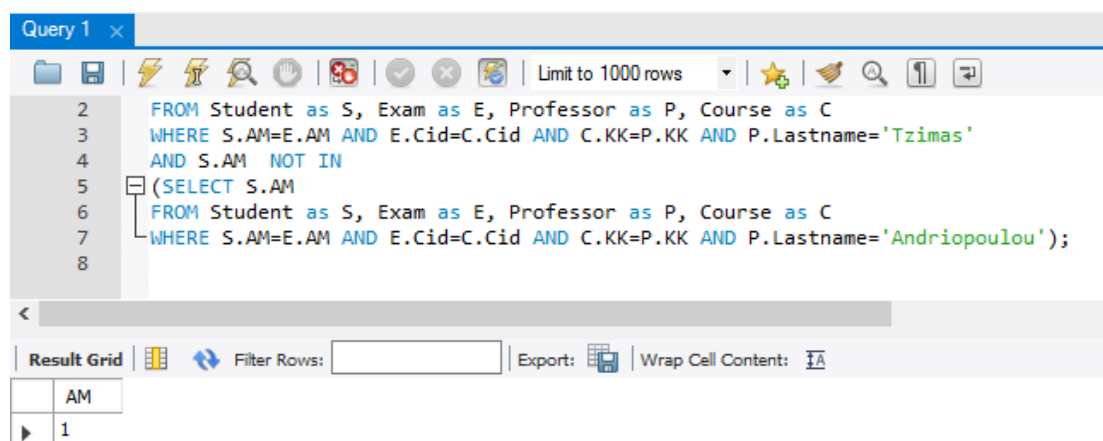 Query 1
Limit to 1000 rows
2 FROM Student as S, Exam as E, Professor as P, Course as C
3 WHERE S.AM=E.AM AND E.Cid=C.Cid AND C.KK=P.KK AND P.Lastname='Tzimas'
4 AND S.AM  NOT IN
5 (SELECT S.AM
6 FROM Student as S, Exam as E, Professor as P, Course as C
7 WHERE S.AM=E.AM AND E.Cid=C.Cid AND C.KK=P.KK AND P.Lastname='Andriopoulou');
8
Result Grid Filter Rows: Export: Wrap Cell Content: IA
AM
1